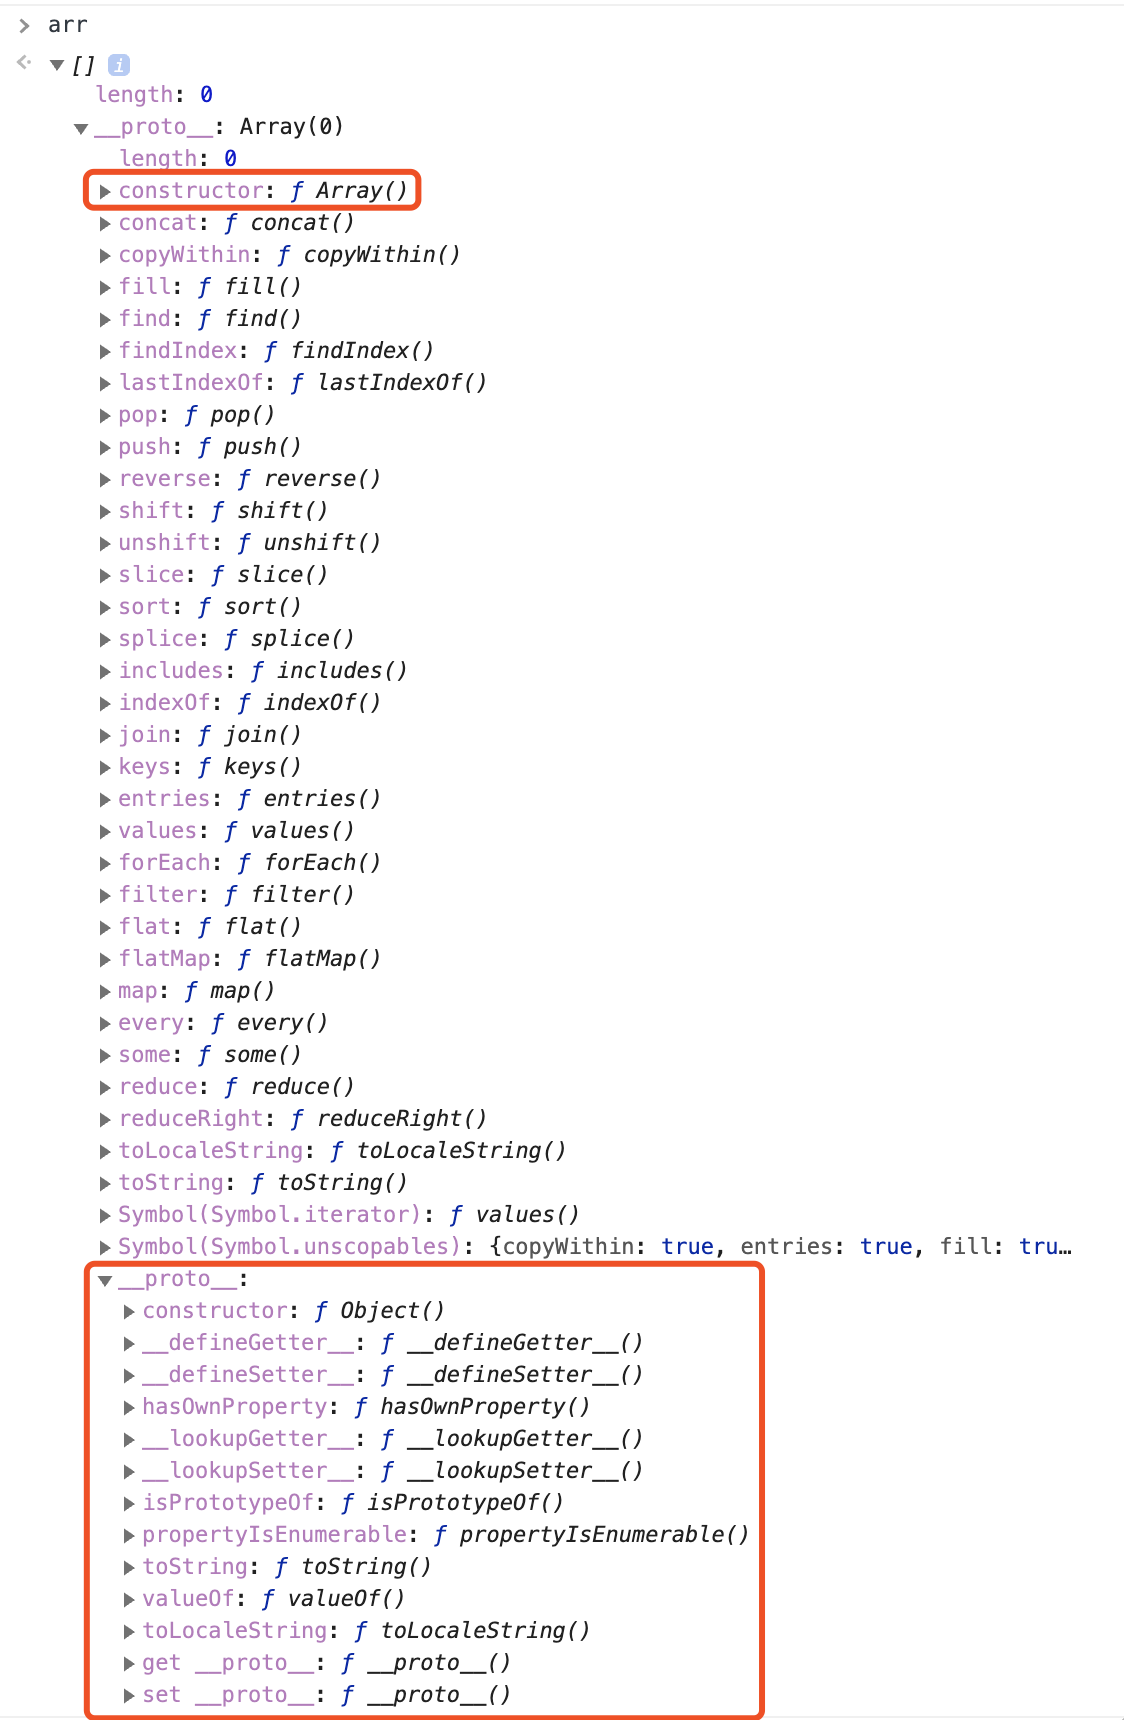 > arr
[] i
length: 0
__proto__: Array(0)
length: 0
constructor: ƒ Array()
concat: ƒ concat()
copyWithin: ƒ copyWithin()
fill: ƒ fill()
find: ƒ find()
findIndex: ƒ findIndex()
lastIndexOf: ƒ lastIndexOf()
pop: ƒ pop()
push: ƒ push()
reverse: ƒ reverse()
shift: ƒ shift()
unshift: ƒ unshift()
slice: ƒ slice()
sort: ƒ sort()
splice: ƒ splice()
includes: ƒ includes()
indexOf: ƒ indexOf()
join: ƒ join()
keys: ƒ keys()
entries: ƒ entries()
values: ƒ values()
forEach: ƒ forEach()
filter: ƒ filter()
flat: ƒ flat()
flatMap: ƒ flatMap()
map: ƒ map()
every: ƒ every()
some: ƒ some()
reduce: ƒ reduce()
reduceRight: ƒ reduceRight()
toLocaleString: ƒ toLocaleString()
toString: ƒ toString()
Symbol(Symbol.iterator): ƒ values()
Symbol(Symbol.unscopables): {copyWithin: true, entries: true, fill: tru…
__proto__:
constructor: ƒ Object()
__defineGetter__: ƒ __defineGetter__()
__defineSetter__: ƒ __defineSetter__()
hasOwnProperty: ƒ hasOwnProperty()
__lookupGetter__: ƒ __lookupGetter__()
__lookupSetter__: ƒ __lookupSetter__()
isPrototypeOf: ƒ isPrototypeOf()
propertyIsEnumerable: ƒ propertyIsEnumerable()
toString: ƒ toString()
valueOf: ƒ valueOf()
toLocaleString: ƒ toLocaleString()
get __proto__: ƒ __proto__()
set __proto__: ƒ __proto__()